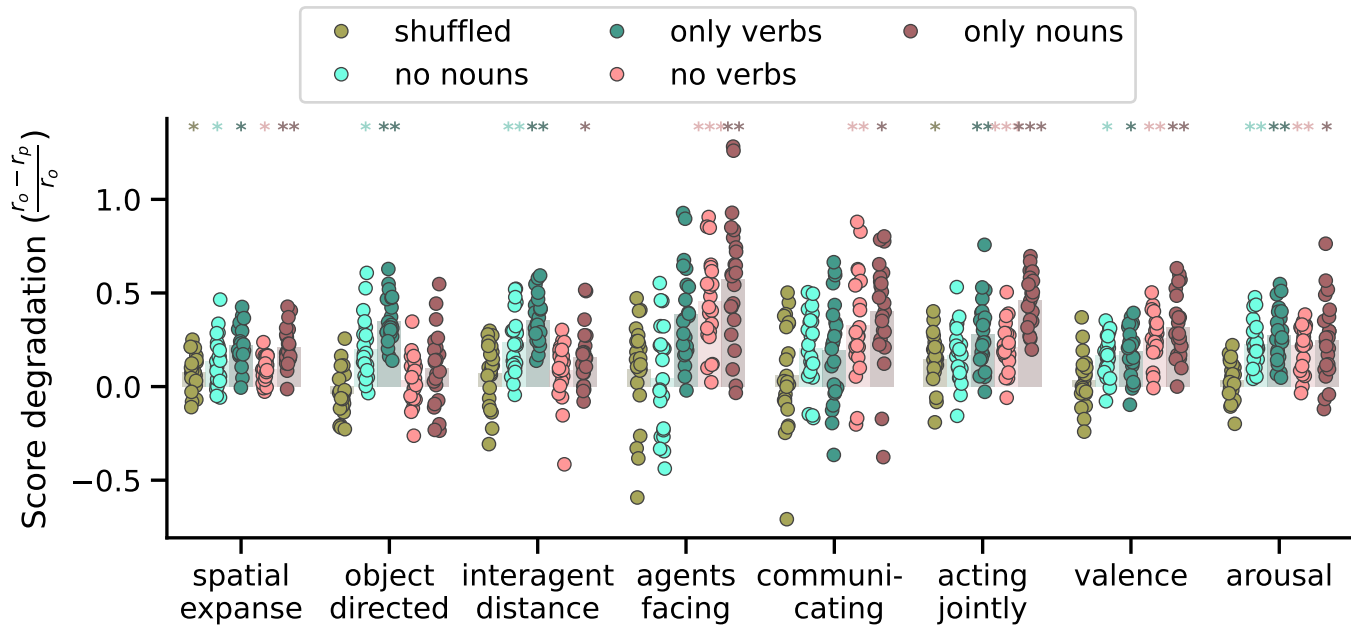 shuffled
only verbs
only nouns
no nouns
no verbs
* * * * **
* **
** ** *
*** **
** *
* ** *** ***
* * ** **
** ** ** *
Score degradation (\frac{r_o - r_p}{r_o})
1.0
0.5
0.0
−0.5
spatial
expanse
object
directed
interagent
distance
agents
facing
communi-
cating
acting
jointly
valence
arousal